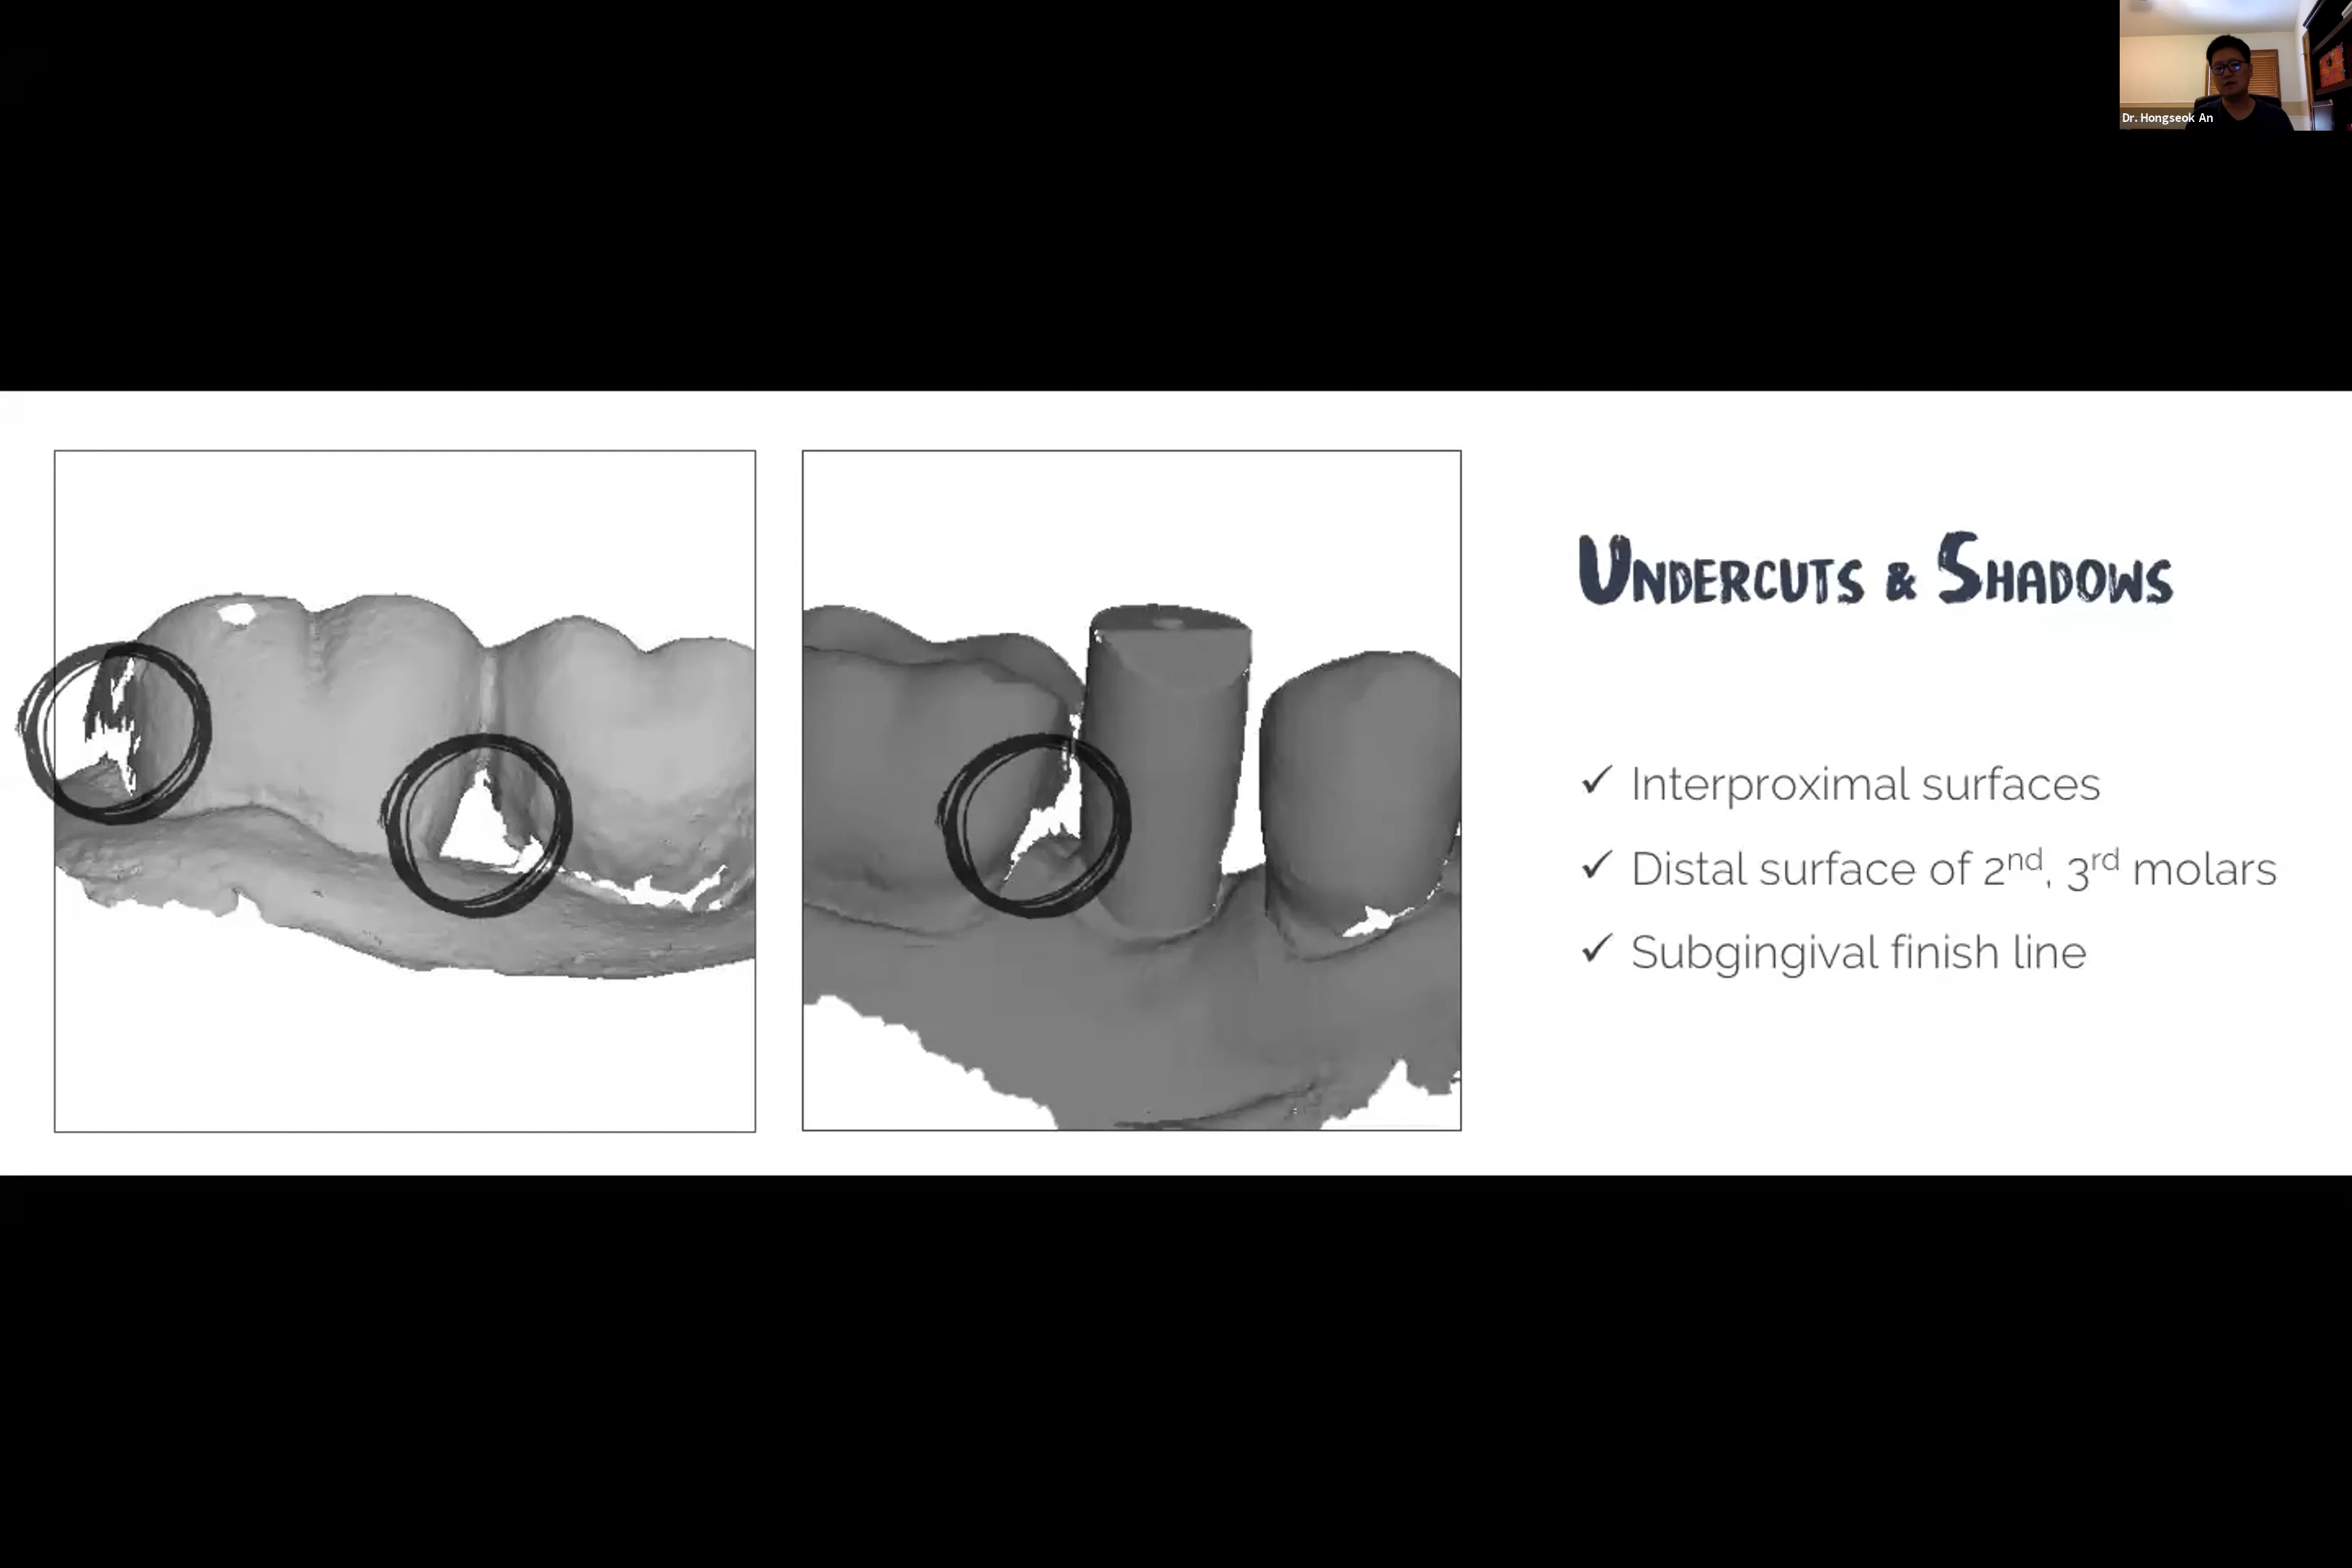 Dr. Hongseok An
UNDERCUTS & SHADOWS
✓ Interproximal surfaces
✓ Distal surface of 2nd, 3rd molars
✓ Subgingival finish line